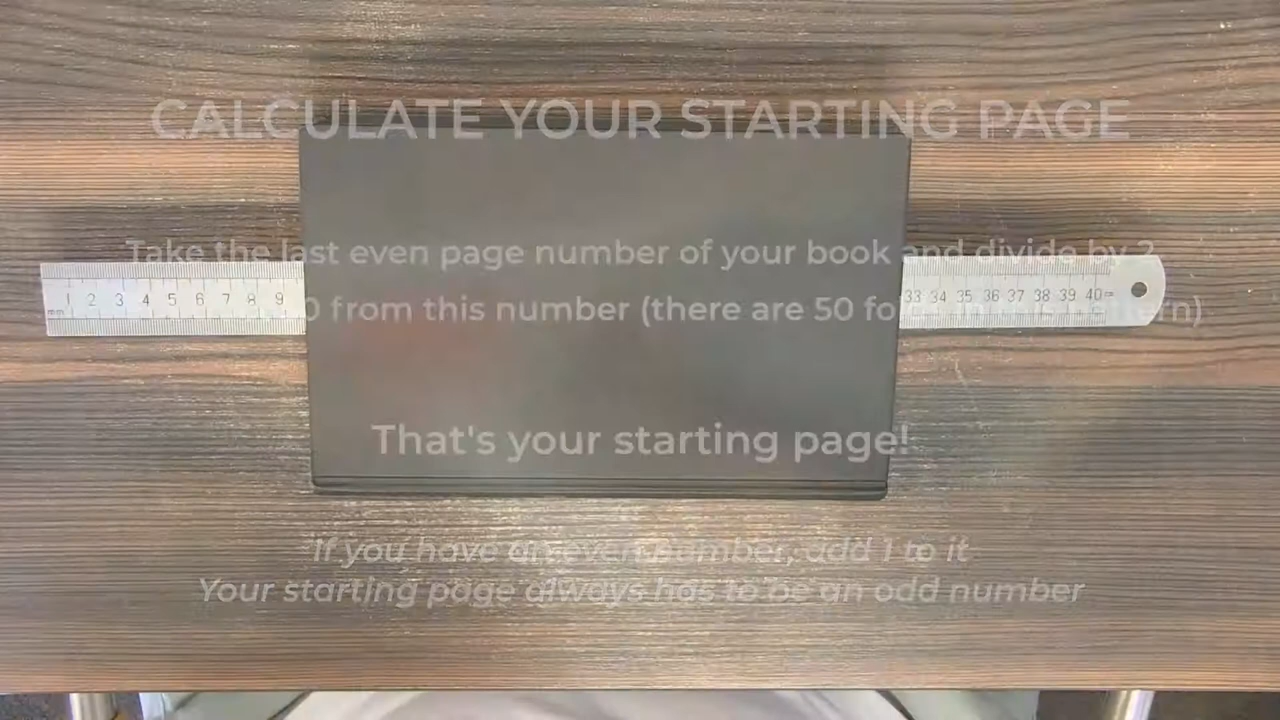 CALCULATE YOUR STARTING PAGE
Take the last even page number of your book and divide by 2
0 from this number (there are 50 fo
mm 1 2 3 4 5 6 7 8 9
33 34 35 36 37 38 39 40
That's your starting page!
If you have an even number, add 1 to it
Your starting page always has to be an odd number